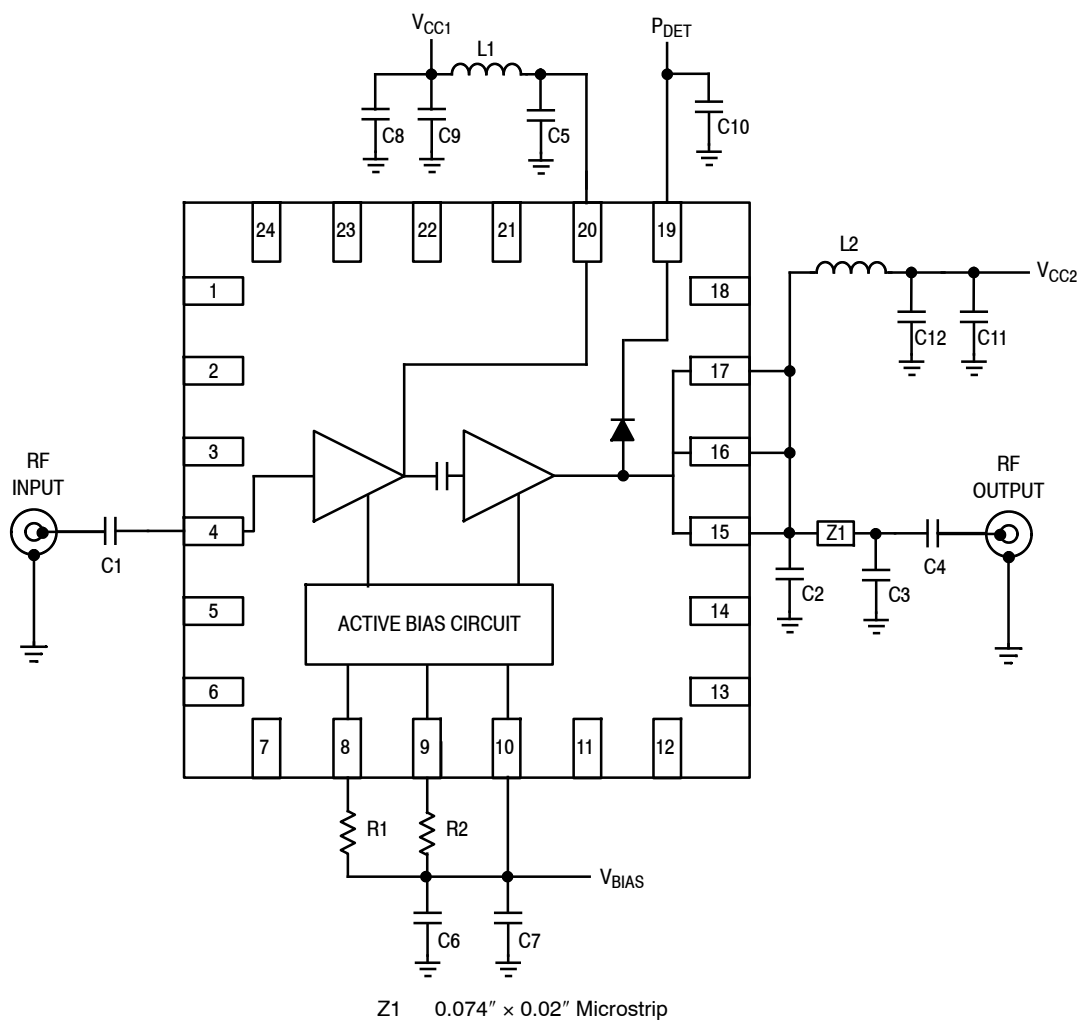 VCC1
PDET
L1
C8
C9
C5
C10
24
23
22
21
20
19
L2
1
18
VCC2
C12
C11
2
17
3
16
RF
INPUT
RF
OUTPUT
4
15
Z1
C1
C4
C2
C3
5
14
ACTIVE BIAS CIRCUIT
6
13
7
8
9
10
11
12
R1
R2
VBIAS
C6
C7
Z1 0.074″ × 0.02″ Microstrip